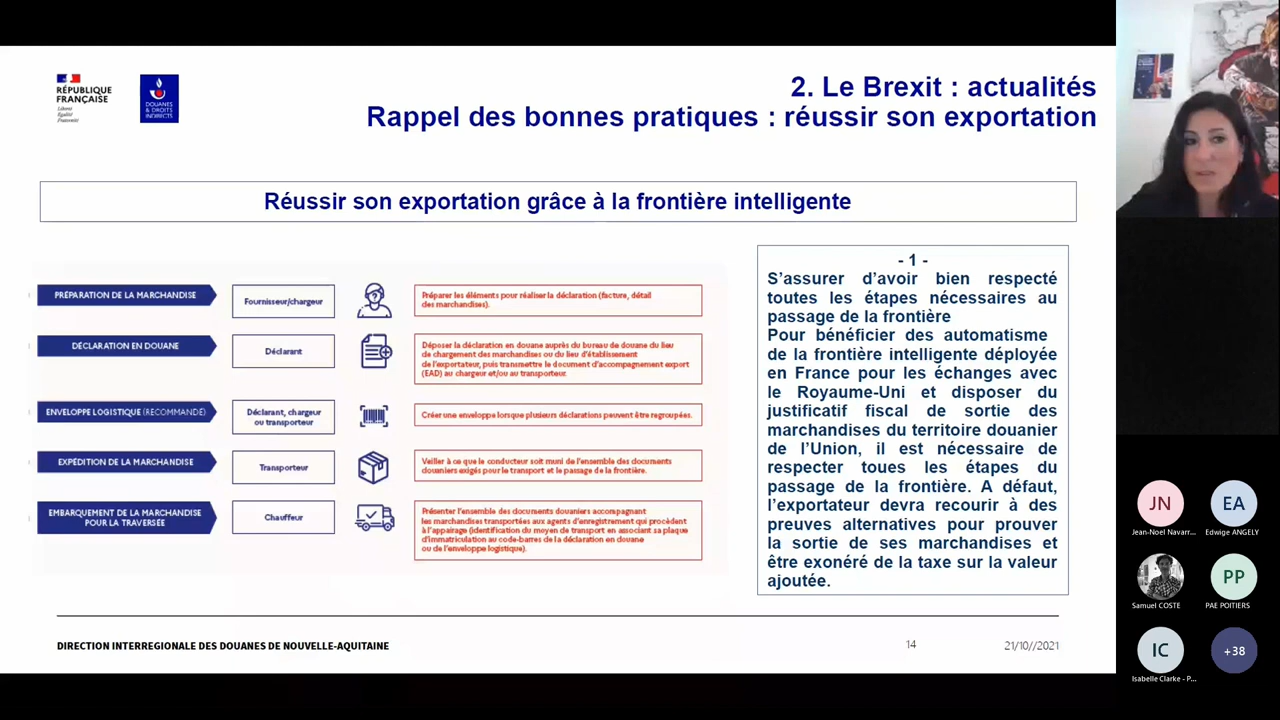 RÉPUBLIQUE
FRANÇAISE
Liberté
Égalité
Fraternité
DOUANES
& DROITS
INDIRECTS
2. Le Brexit : actualités
Rappel des bonnes pratiques : réussir son exportation
Réussir son exportation grâce à la frontière intelligente
PRÉPARATION DE LA MARCHANDISE
Fournisseur/chargeur
Préparer les éléments pour réaliser la déclaration (facture, détail
des marchandises).
DÉCLARATION EN DOUANE
Déclarant
Déposer la déclaration en douane auprès du bureau de douane du lieu
de chargement des marchandises ou du lieu d'établissement
de l'exportateur, puis transmettre le document d'accompagnement export
(EAD) au chargeur et/ou au transporteur.
ENVELOPPE LOGISTIQUE (RECOMMANDÉ)
Déclarant, chargeur
ou transporteur
Créer une enveloppe lorsque plusieurs déclarations peuvent être regroupées.
EXPÉDITION DE LA MARCHANDISE
Transporteur
Veiller à ce que le conducteur soit muni de l'ensemble des documents
douaniers exigés pour le transport et le passage de la frontière.
EMBARQUEMENT DE LA MARCHANDISE
POUR LA TRAVERSÉE
Chauffeur
Présenter l'ensemble des documents douaniers accompagnant
les marchandises transportées aux agents d'enregistrement qui procèdent
à l'appairage (identification du moyen de transport en associant sa plaque
d'immatriculation au code-barres de la déclaration en douane
ou de l'enveloppe logistique).
- 1 -
S'assurer d'avoir bien respecté
toutes les étapes nécessaires au
passage de la frontière
Pour bénéficier des automatisme
de la frontière intelligente déployée
en France pour les échanges avec
le Royaume-Uni et disposer du
justificatif fiscal de sortie des
marchandises du territoire douanier
de l'Union, il est nécessaire de
respecter toues les étapes du
passage de la frontière. A défaut,
l'exportateur devra recourir à des
preuves alternatives pour prouver
la sortie de ses marchandises et
être exonéré de la taxe sur la valeur
ajoutée.
DIRECTION INTERREGIONALE DES DOUANES DE NOUVELLE-AQUITAINE
14
21/10//2021
JN
Jean-Noel Navarr...
EA
Edwige ANGELY
Samuel COSTE
PP
PAE POITIERS
IC
Isabelle Clarke - P...
+38